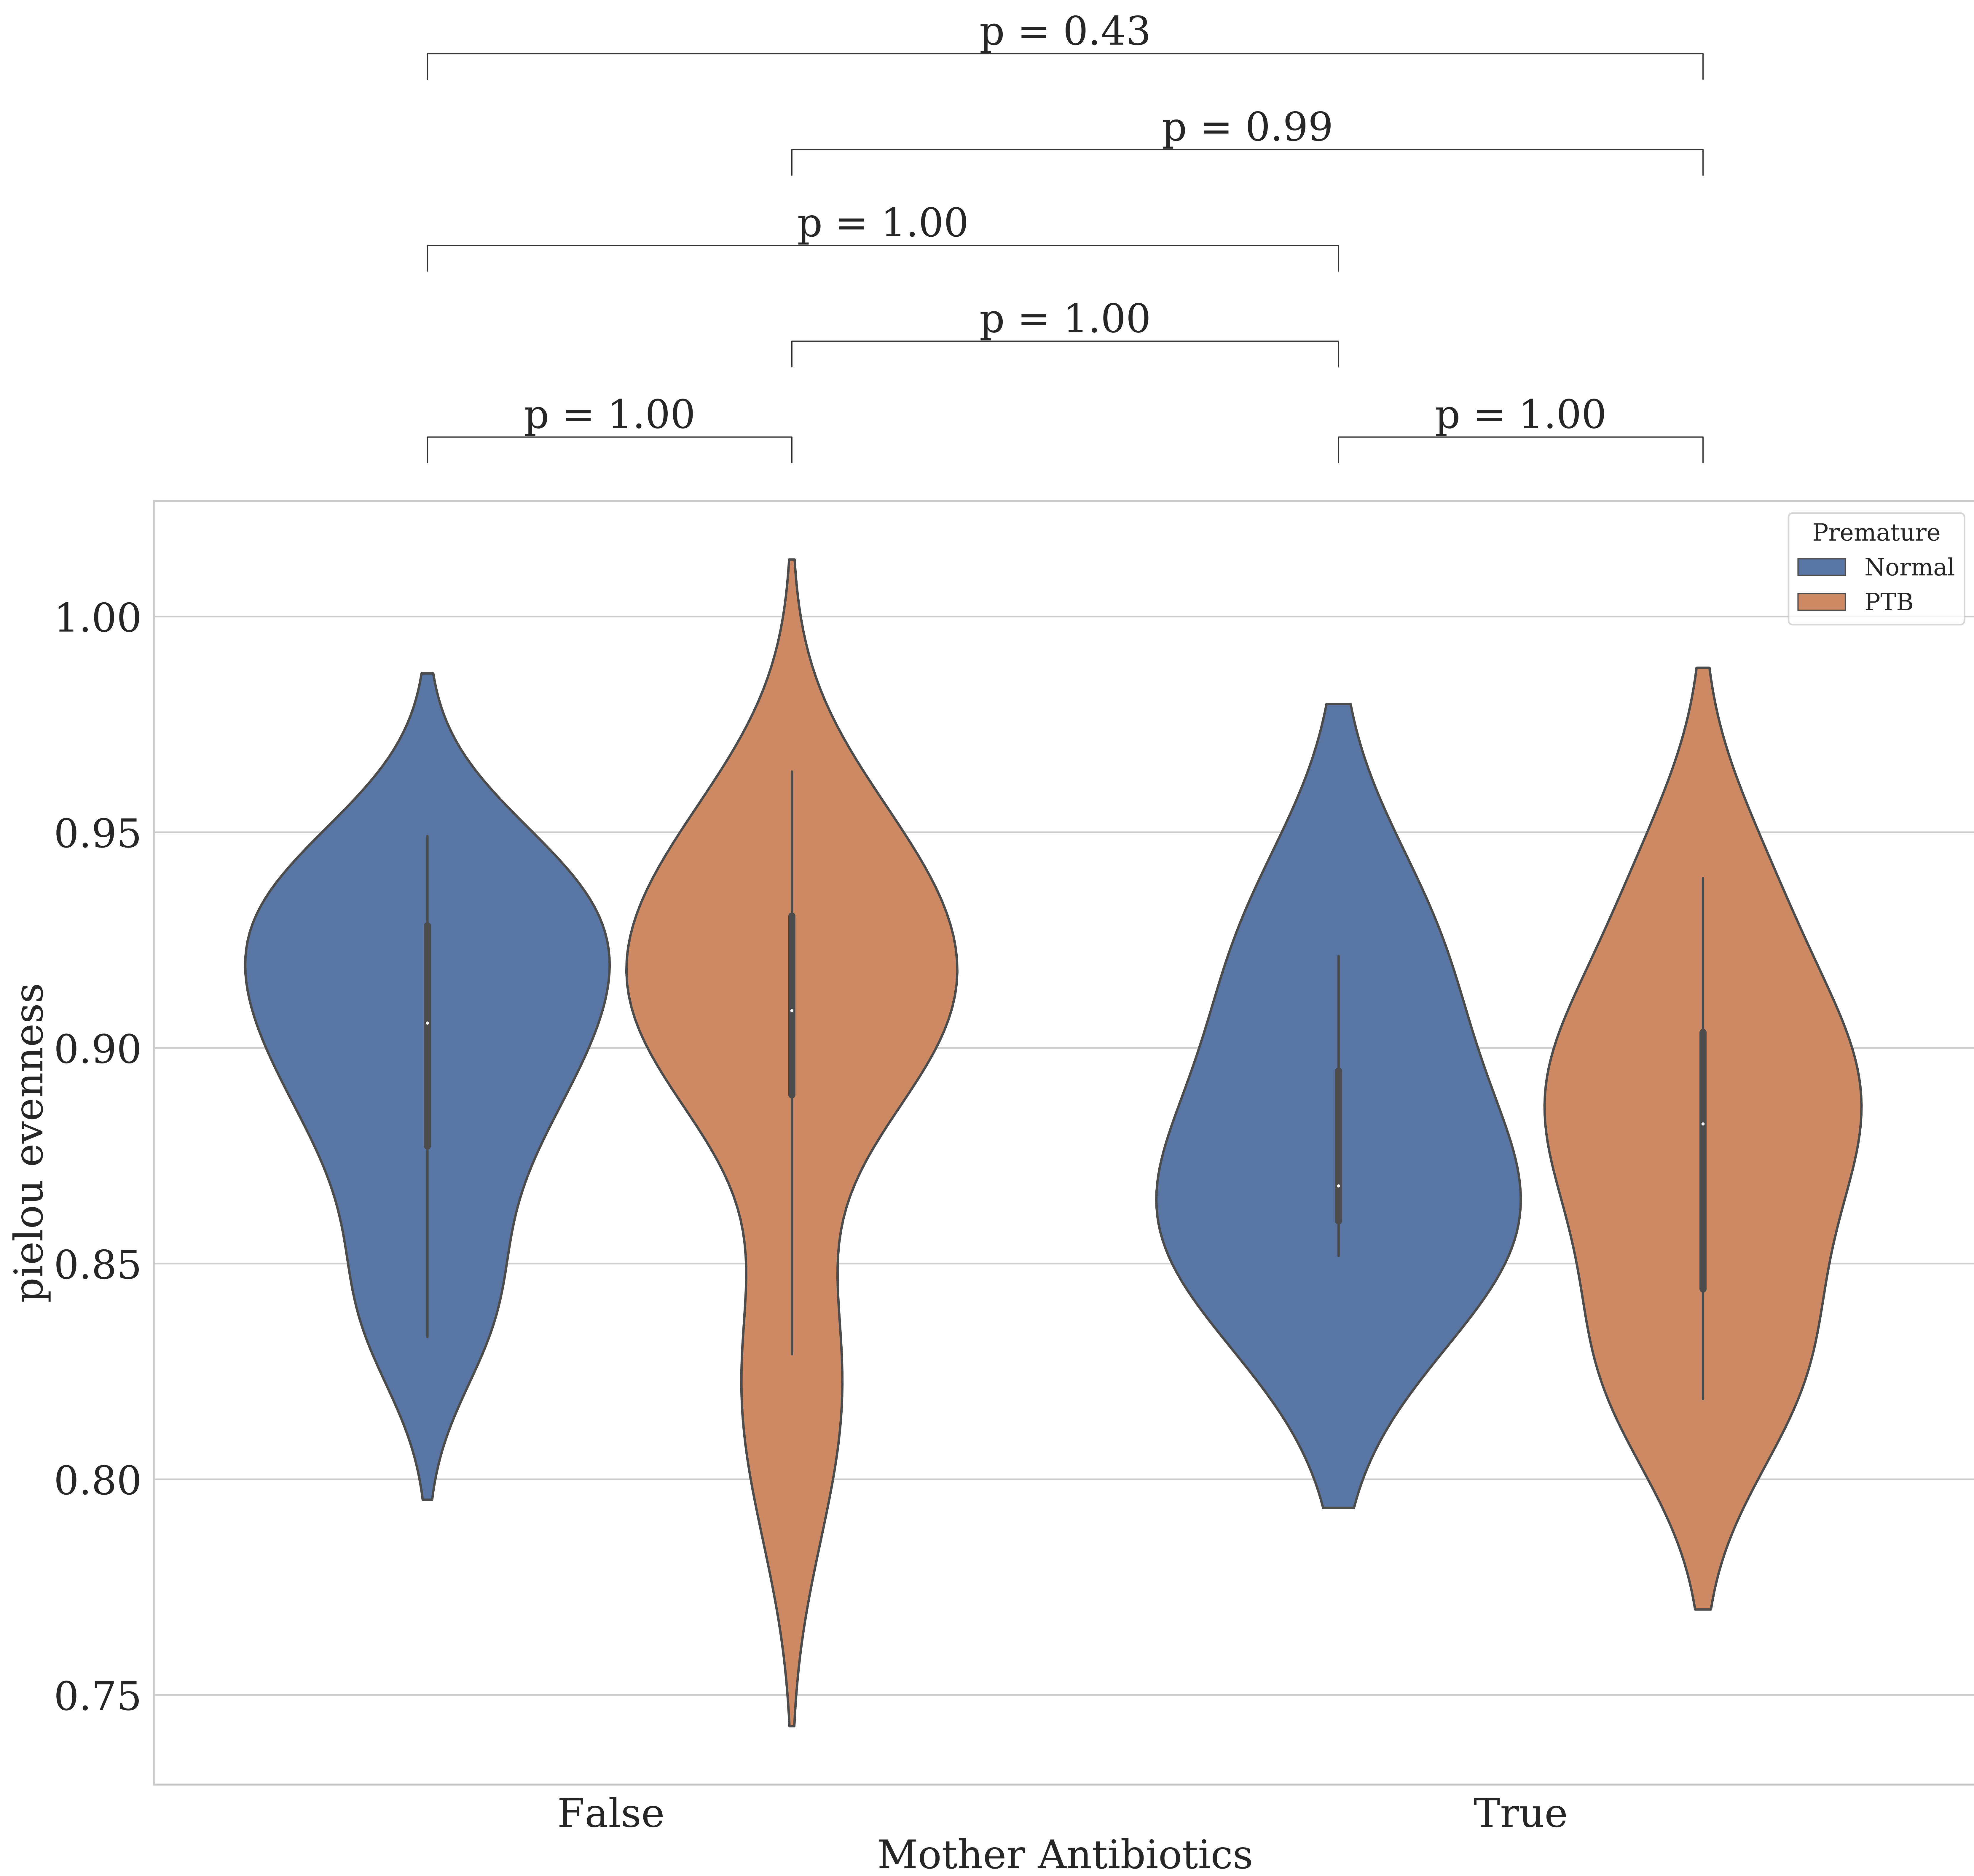 p = 0.43
p = 0.99
p = 1.00
p = 1.00
p = 1.00
p = 1.00
Premature
Normal
PTB
1.00
0.95
0.90
0.85
0.80
0.75
pielou evenness
False
True
Mother Antibiotics